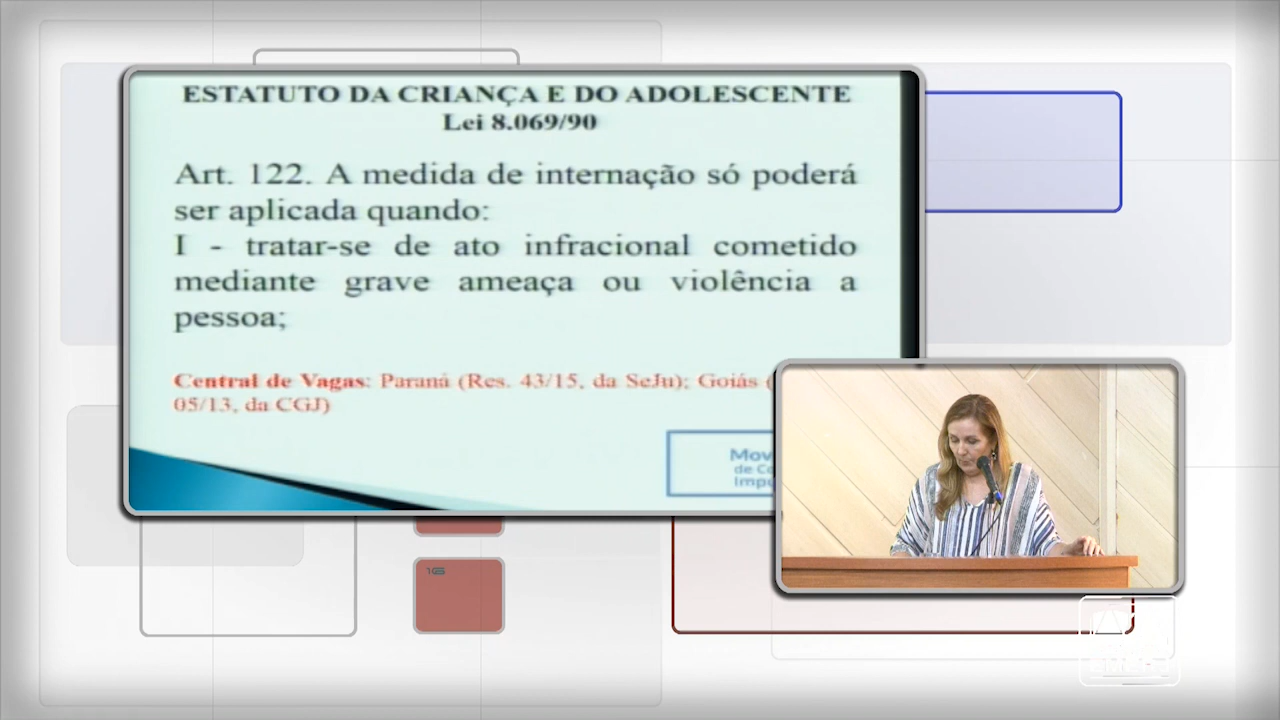 ESTATUTO DA CRIANÇA E DO ADOLESCENTE
Lei 8.069/90
Art. 122. A medida de internação só poderá
ser aplicada quando:
I - tratar-se de ato infracional cometido
mediante grave ameaça ou violência a
pessoa;
Central de Vagas: Paraná (Res. 43/15, da SeJu); Goiás (
05/13, da CGJ)
de
EMERJ